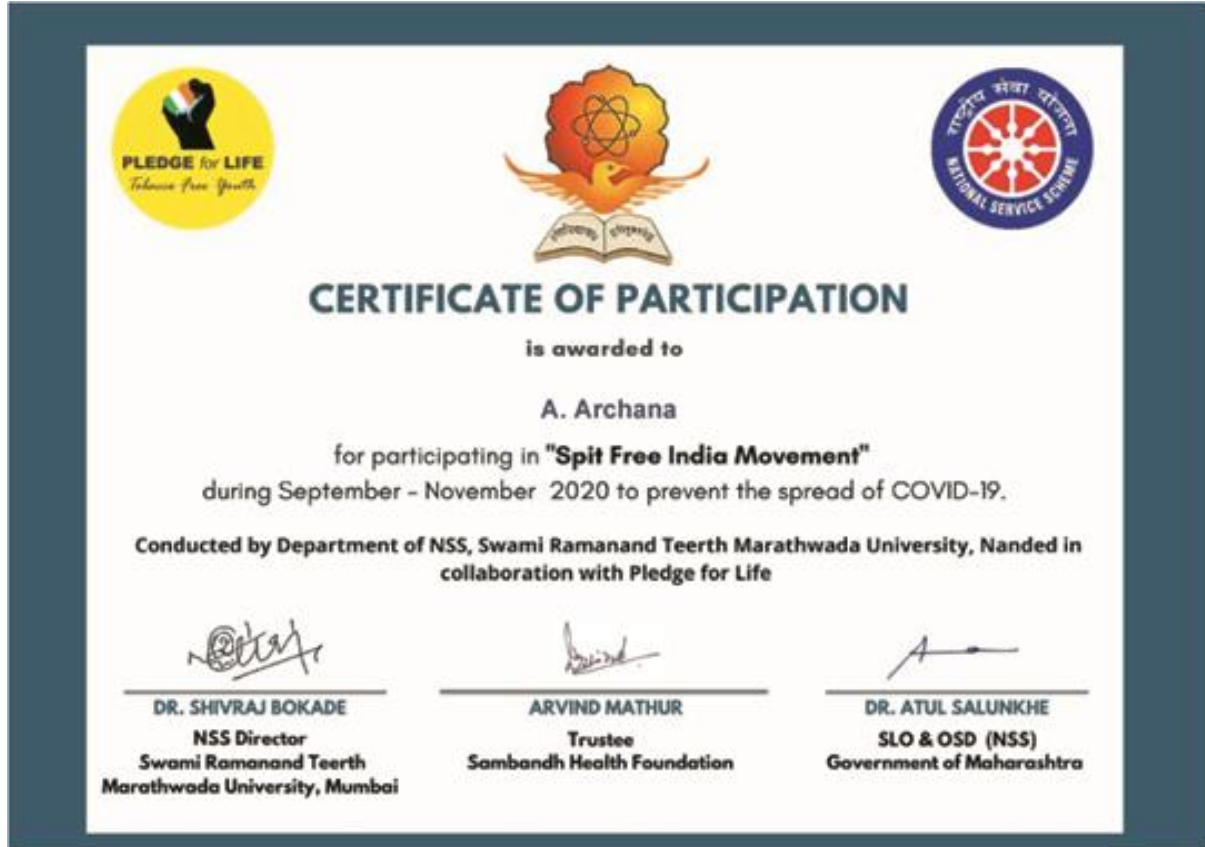 PLEDGE for LIFE
Tobacco Free Youth
राष्ट्रीय सेवा योजना
NATIONAL SERVICE SCHEME
CERTIFICATE OF PARTICIPATION
is awarded to
A. Archana
for participating in "Spit Free India Movement"
during September - November 2020 to prevent the spread of COVID-19.
Conducted by Department of NSS, Swami Ramanand Teerth Marathwada University, Nanded in
collaboration with Pledge for Life
DR. SHIVRAJ BOKADE
ARVIND MATHUR
DR. ATUL SALUNKHE
NSS Director
Trustee
SLO & OSD (NSS)
Swami Ramanand Teerth
Sambandh Health Foundation
Government of Maharashtra
Marathwada University, Mumbai